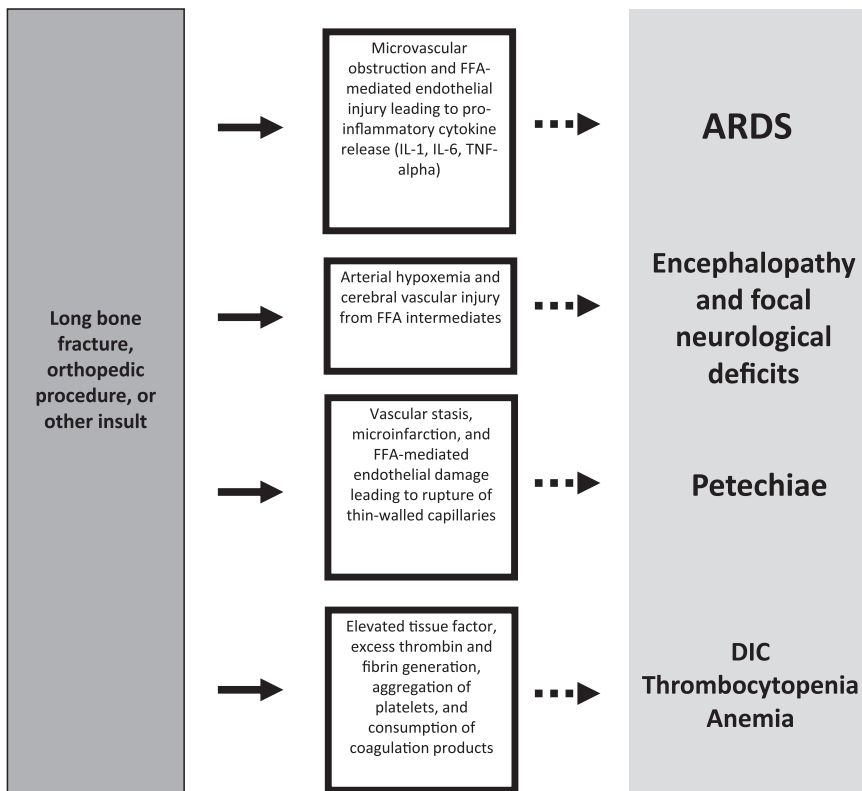 Long bone
fracture,
orthopedic
procedure, or
other insult
Microvascular
obstruction and FFA-
mediated endothelial
injury leading to pro-
inflammatory cytokine
release (IL-1, IL-6, TNF-
alpha)
ARDS
Arterial hypoxemia and
cerebral vascular injury
from FFA intermediates
Encephalopathy
and focal
neurological
deficits
Vascular stasis,
microinfarction, and
FFA-mediated
endothelial damage
leading to rupture of
thin-walled capillaries
Petechiae
Elevated tissue factor,
excess thrombin and
fibrin generation,
aggregation of
platelets, and
consumption of
coagulation products
DIC
Thrombocytopenia
Anemia